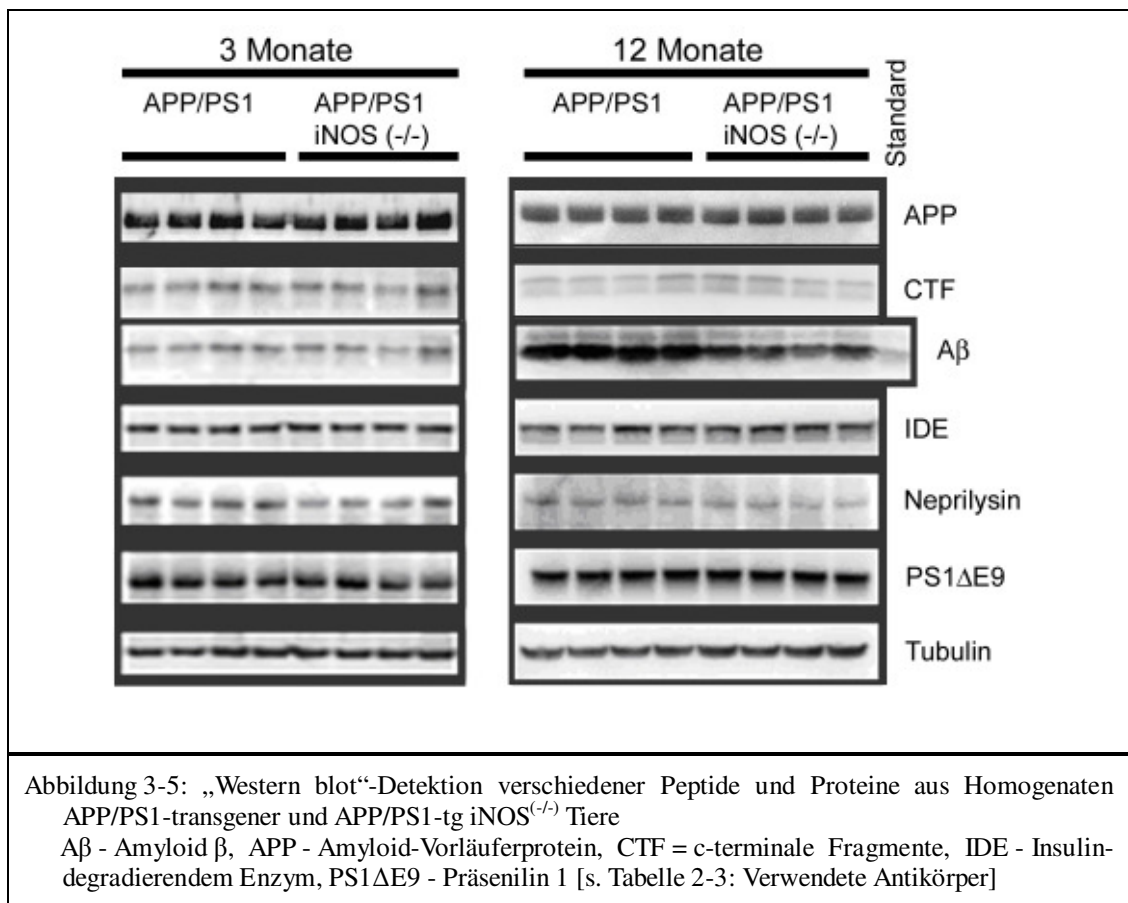 3 Monate
12 Monate
APP/PS1
APP/PS1
iNOS (-/-)
APP/PS1
APP/PS1
iNOS (-/-)
Standard
APP
CTF
Aβ
IDE
Neprilysin
PS1ΔE9
Tubulin
Abbildung 3-5: „Western blot“-Detektion verschiedener Peptide und Proteine aus Homogenaten
APP/PS1-transgener und APP/PS1-tg iNOS(-/-) Tiere
Aβ - Amyloid β, APP - Amyloid-Vorläuferprotein, CTF = c-terminale Fragmente, IDE - Insulin-
degradierendem Enzym, PS1ΔE9 - Präsenilin 1 [s. Tabelle 2-3: Verwendete Antikörper]